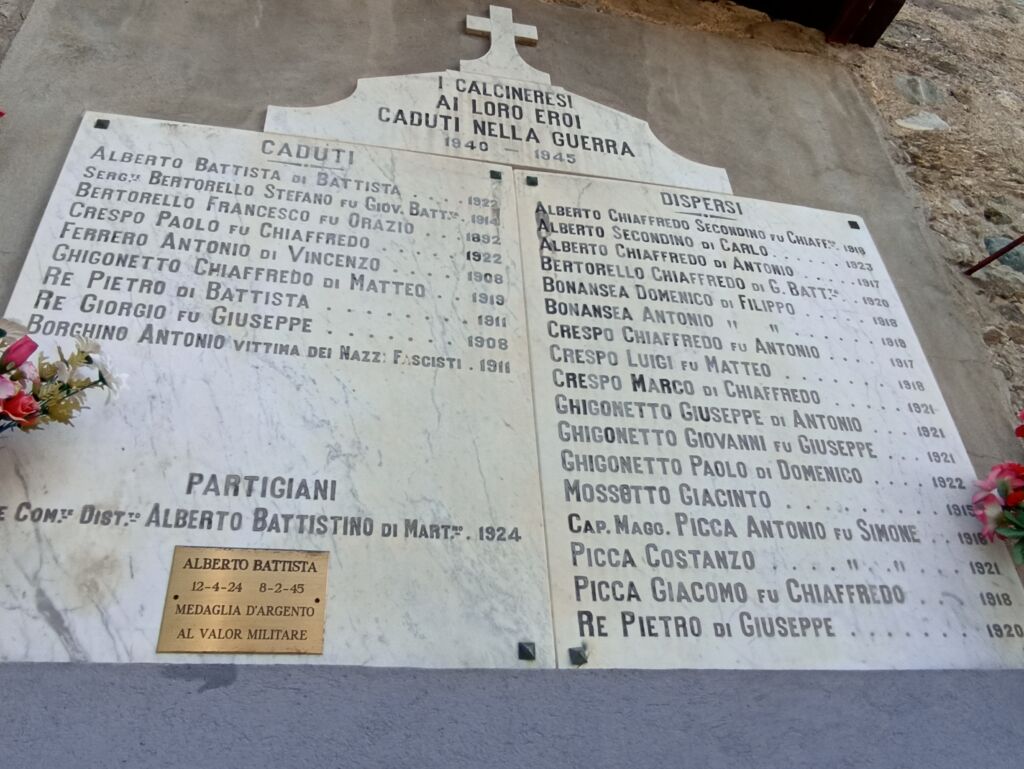 I CALCINERESI
AI LORO EROI
CADUTI NELLA GUERRA
1940 — 1945
CADUTI
ALBERTO BATTISTA DI BATTISTA . . . . 1922
SERG.TE BERTORELLO STEFANO FU GIOV. BATT.TA . 1914
BERTORELLO FRANCESCO FU ORAZIO . . . 1892
CRESPO PAOLO FU CHIAFFREDO . . . . . 1922
FERRERO ANTONIO DI VINCENZO . . . . 1908
GHIGONETTO CHIAFFREDO DI MATTEO . . 1919
RE PIETRO DI BATTISTA . . . . . . . 1911
RE GIORGIO FU GIUSEPPE . . . . . . 1908
BORGHINO ANTONIO VITTIMA DEI NAZZ: FASCISTI . 1911
PARTIGIANI
E COM.TE DIST.TO ALBERTO BATTISTINO DI MART.NO . 1924
ALBERTO BATTISTA
12-4-24 8-2-45
MEDAGLIA D'ARGENTO
AL VALOR MILITARE
DISPERSI
ALBERTO CHIAFFREDO SECONDINO FU CHIAFF.DO 1918
ALBERTO SECONDINO DI CARLO . . . . . 1923
ALBERTO CHIAFFREDO DI ANTONIO . . . . 1917
BERTORELLO CHIAFFREDO DI G. BATT.TA . . 1920
BONANSEA DOMENICO DI FILIPPO . . . . 1918
BONANSEA ANTONIO " " . . . . . 1919
CRESPO CHIAFFREDO FU ANTONIO . . . . 1917
CRESPO LUIGI FU MATTEO . . . . . . 1918
CRESPO MARCO DI CHIAFFREDO . . . . . 1921
GHIGONETTO GIUSEPPE DI ANTONIO . . . 1921
GHIGONETTO GIOVANNI FU GIUSEPPE . . . 1921
GHIGONETTO PAOLO DI DOMENICO . . . . 1922
MOSSOTTO GIACINTO . . . . . . . . 1915
CAP. MAGG. PICCA ANTONIO FU SIMONE . . 1918
PICCA COSTANZO . . . . " " . . . 1921
PICCA GIACOMO FU CHIAFFREDO . . . 1918
RE PIETRO DI GIUSEPPE . . . . . . . 1920